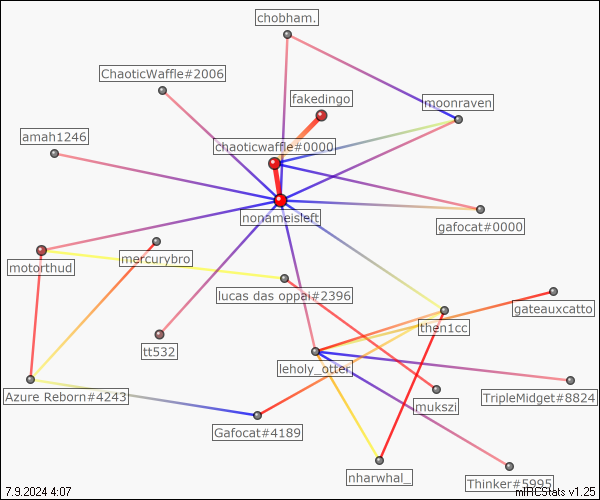 chobham.
ChaoticWaffle#2006
fakedingo
moonraven
amah1246
chaoticwaffle#0000
nonameisleft
gafocat#0000
motorthud
mercurybro
lucas das oppai#2396
gateauxcatto
then1cc
tt532
leholy_otter
Azure Reborn#4243
mukszi
TripleMidget#8824
Gafocat#4189
nharwhal_
Thinker#5995
7.9.2024 4:07
mIRCStats v1.25